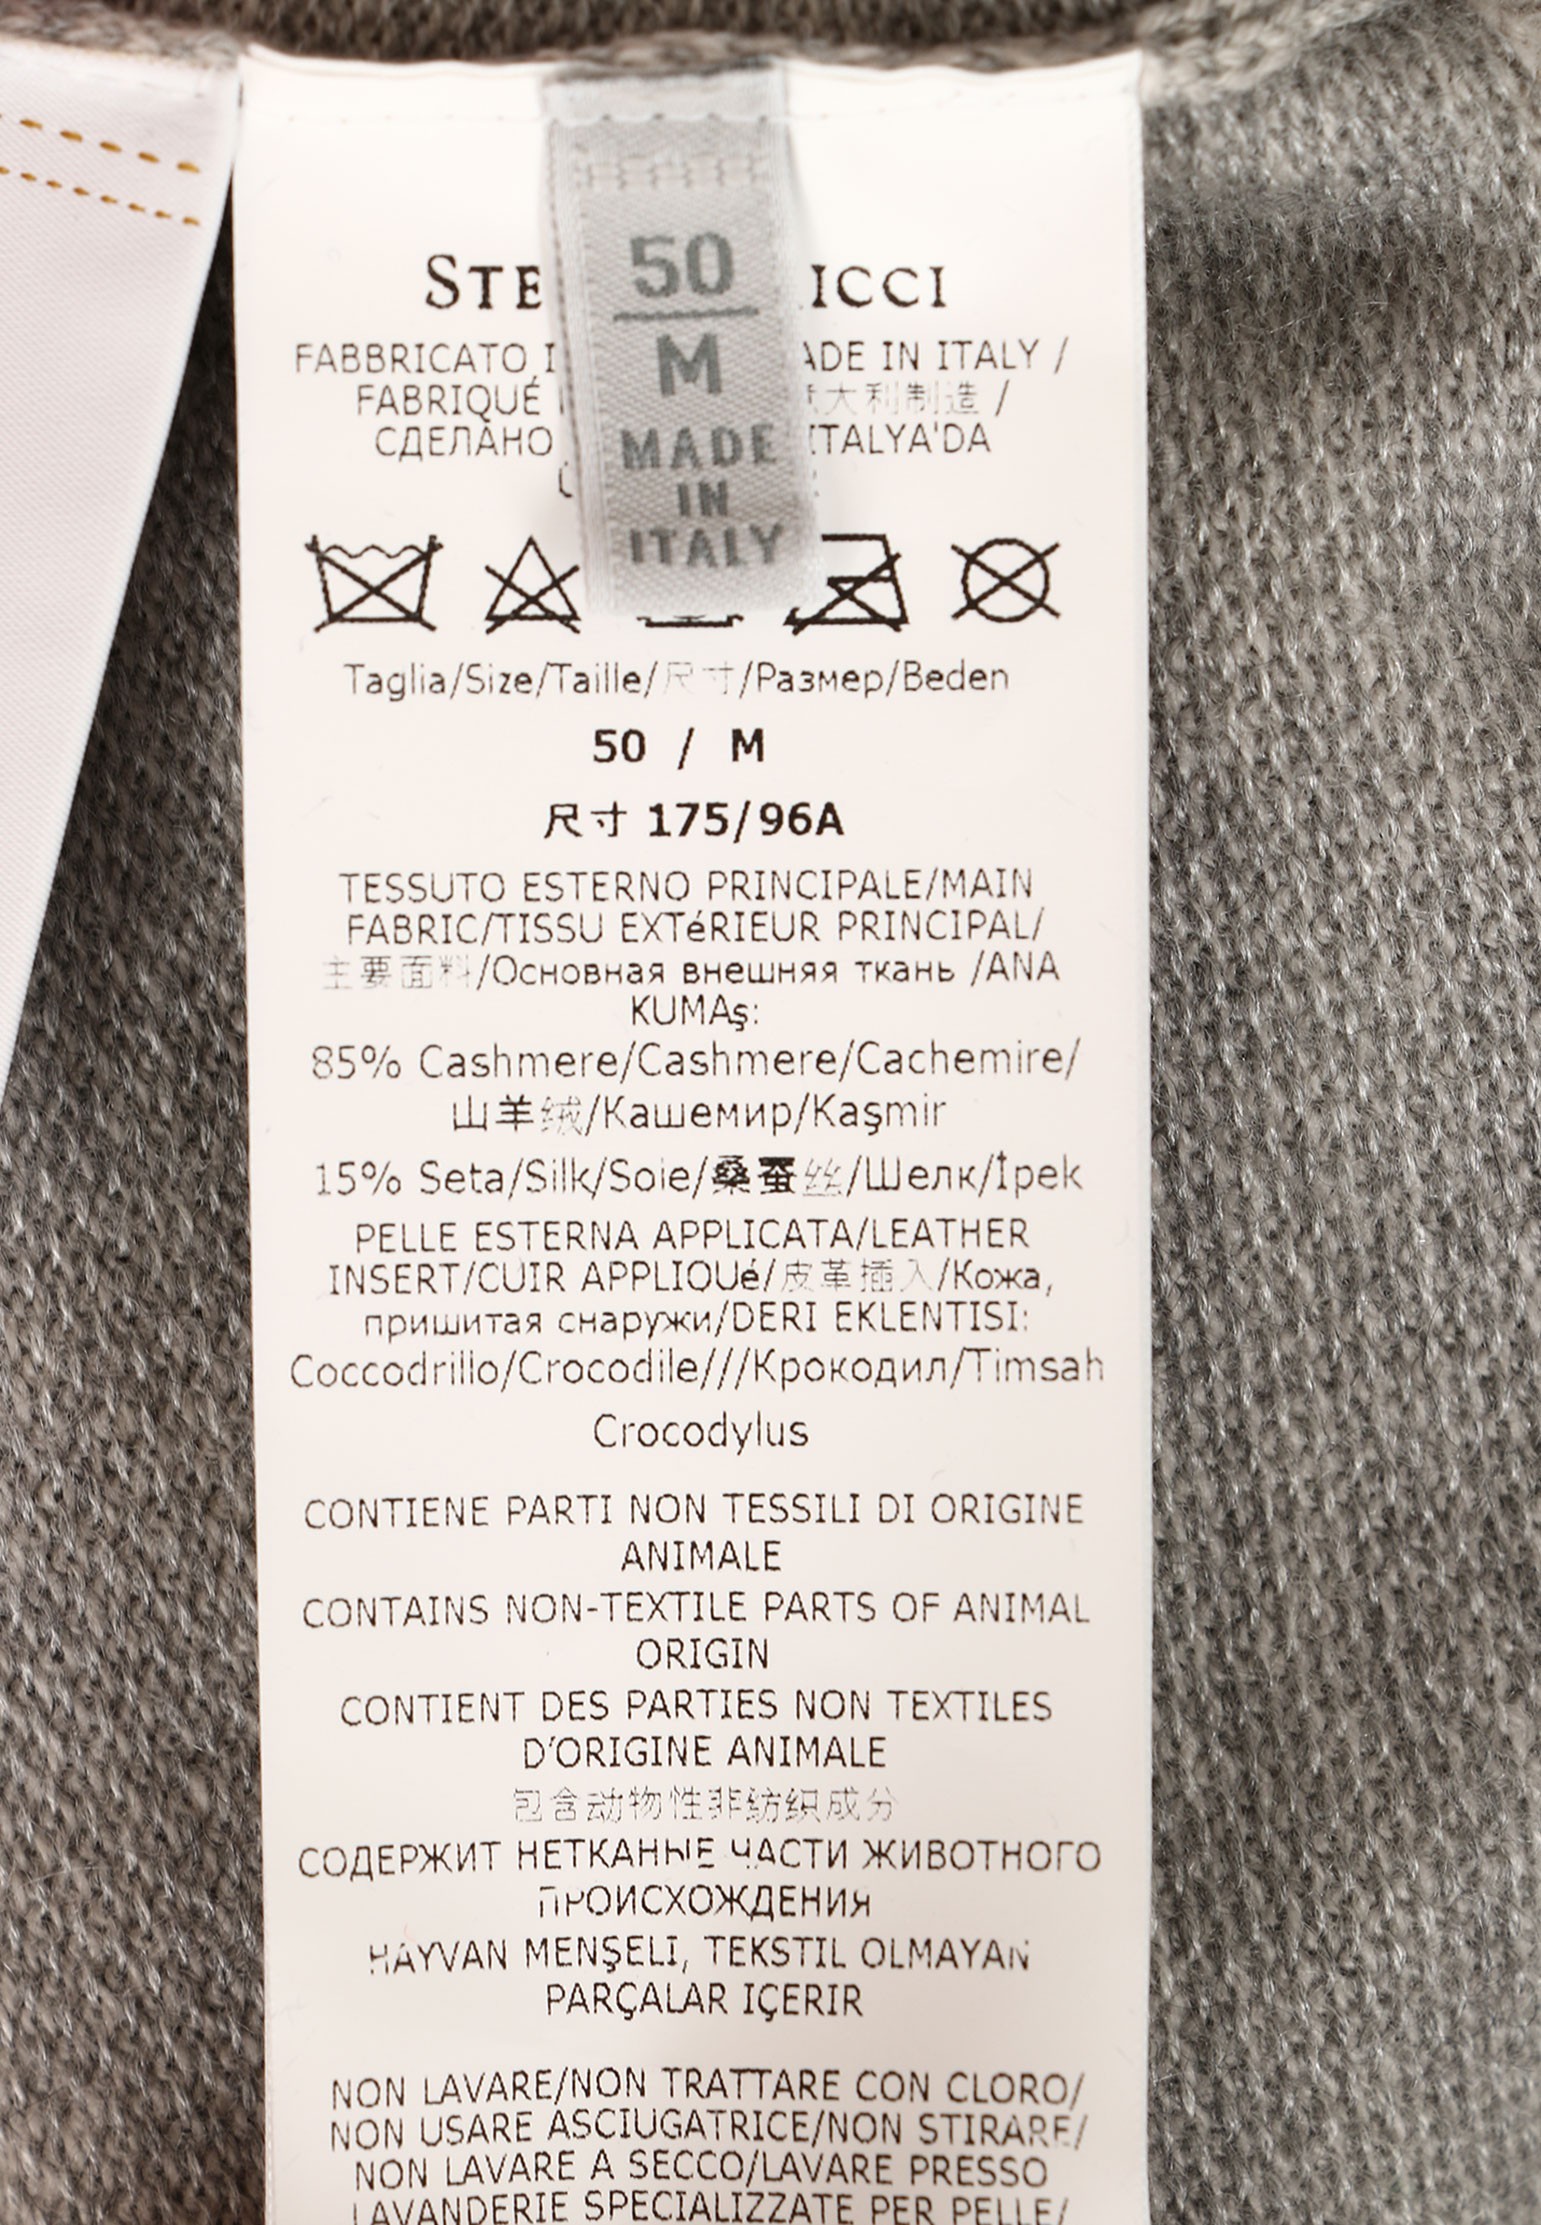 50
M
MADE
IN
ITALY
FABBRICATO
IN ITALY /
FABRIQUÉ
大利制造 /
СДЕЛАНО
Taglia/Size/Taille/尺寸/Размер/Beden
50 / M
尺寸 175/96A
TESSUTO ESTERNO PRINCIPALE/MAIN
FABRIC/TISSU EXTéRIEUR PRINCIPAL/
主要面料/Основная внешняя ткань /ANA
KUMAş:
85% Cashmere/Cashmere/Cachemire/
山羊绒/Кашемир/Kaşmir
15% Seta/Silk/Soie/桑蚕丝/Шелк/İpek
PELLE ESTERNA APPLICATA/LEATHER
INSERT/CUIR APPLIQUé/皮革插入/Кожа,
пришитая снаружи/DERI EKLENTISI:
Coccodrillo/Crocodile///Крокодил/Timsah
Crocodylus
CONTIENE PARTI NON TESSILI DI ORIGINE
ANIMALE
CONTAINS NON-TEXTILE PARTS OF ANIMAL
ORIGIN
CONTIENT DES PARTIES NON TEXTILES
D'ORIGINE ANIMALE
包含动物性非纺织成分
СОДЕРЖИТ НЕТКАНЫЕ ЧАСТИ ЖИВОТНОГО
ПРОИСХОЖДЕНИЯ
HAYVAN MENŞELI, TEKSTIL OLMAYAN
PARÇALAR IÇERIR
NON LAVARE/NON TRATTARE CON CLORO/
NON USARE ASCIUGATRICE/NON STIRARE/
NON LAVARE A SECCO/LAVARE PRESSO
LAVANDERIE SPECIALIZZATE PER PELLE/